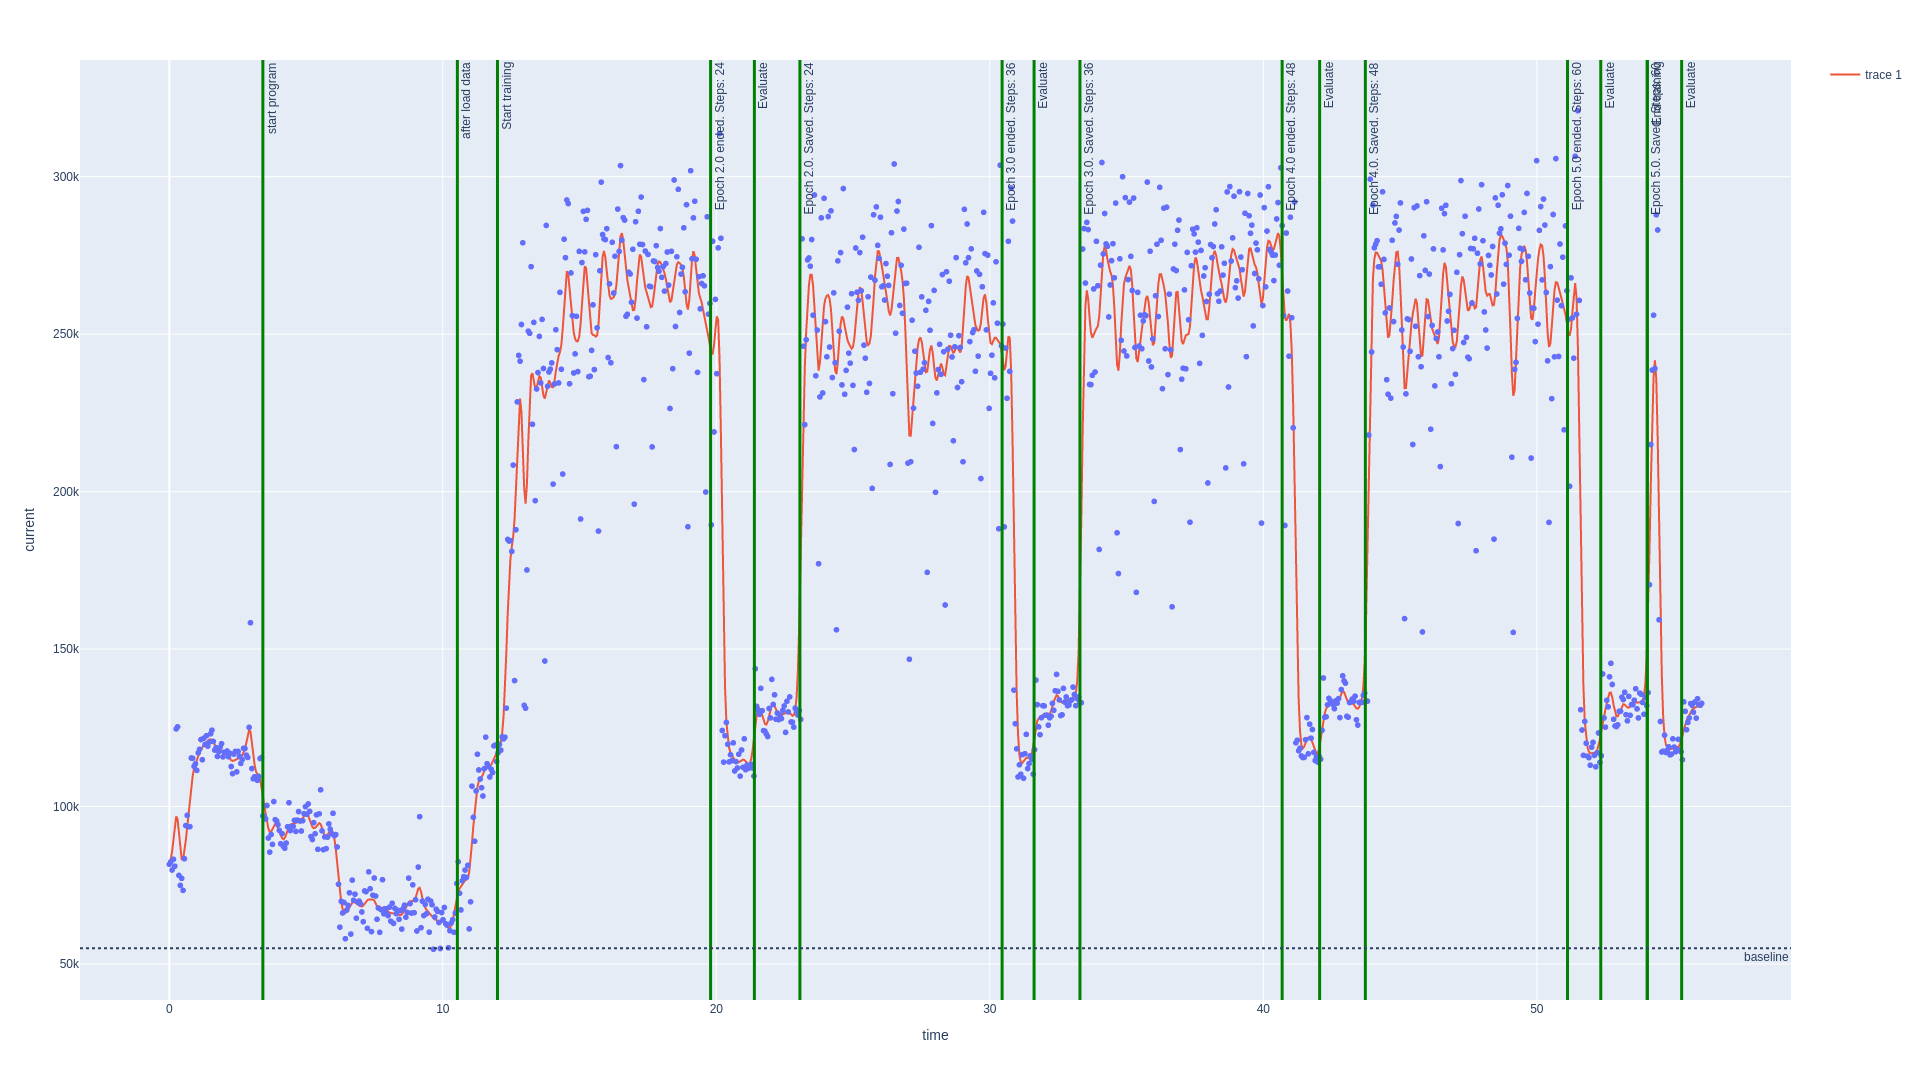 start program
after load data
Start training
Epoch 2.0 ended. Steps: 24
Evaluate
Epoch 2.0. Saved. Steps: 24
Epoch 3.0 ended. Steps: 36
Evaluate
Epoch 3.0. Saved. Steps: 36
Epoch 4.0 ended. Steps: 48
Evaluate
Epoch 4.0. Saved. Steps: 48
Epoch 5.0 ended. Steps: 60
Evaluate
Epoch 5.0. Saved. Steps: 60
Evaluate
trace 1
300k
250k
200k
150k
100k
50k
current
baseline
0
10
20
30
40
50
time